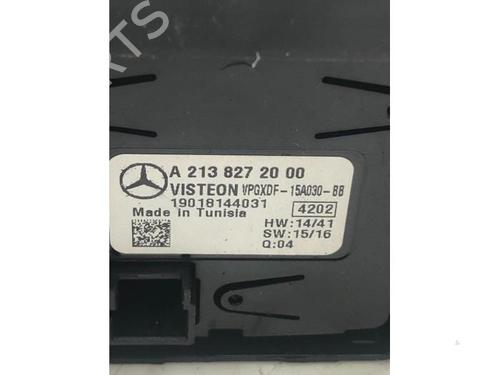 PARTS
A 213 827 20 00
VISTEON VPGXDF-15A030-BB
19018144031 4202
Made in Tunisia HW:14/41
SW:15/16
Q:04